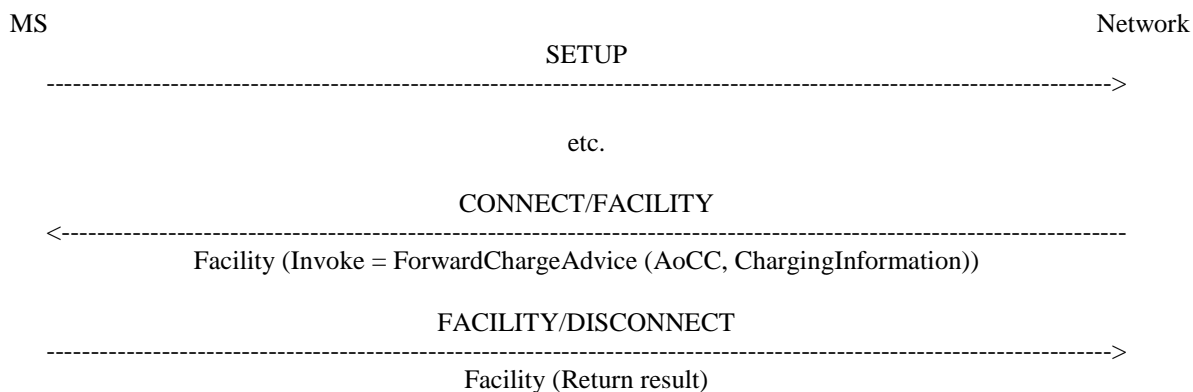 MS Network
SETUP
------------------------------------------------------------------------------------------------------------------------>
etc.
CONNECT/FACILITY
<------------------------------------------------------------------------------------------------------------------------
Facility (Invoke = ForwardChargeAdvice (AoCC, ChargingInformation))
FACILITY/DISCONNECT
------------------------------------------------------------------------------------------------------------------------>
Facility (Return result)